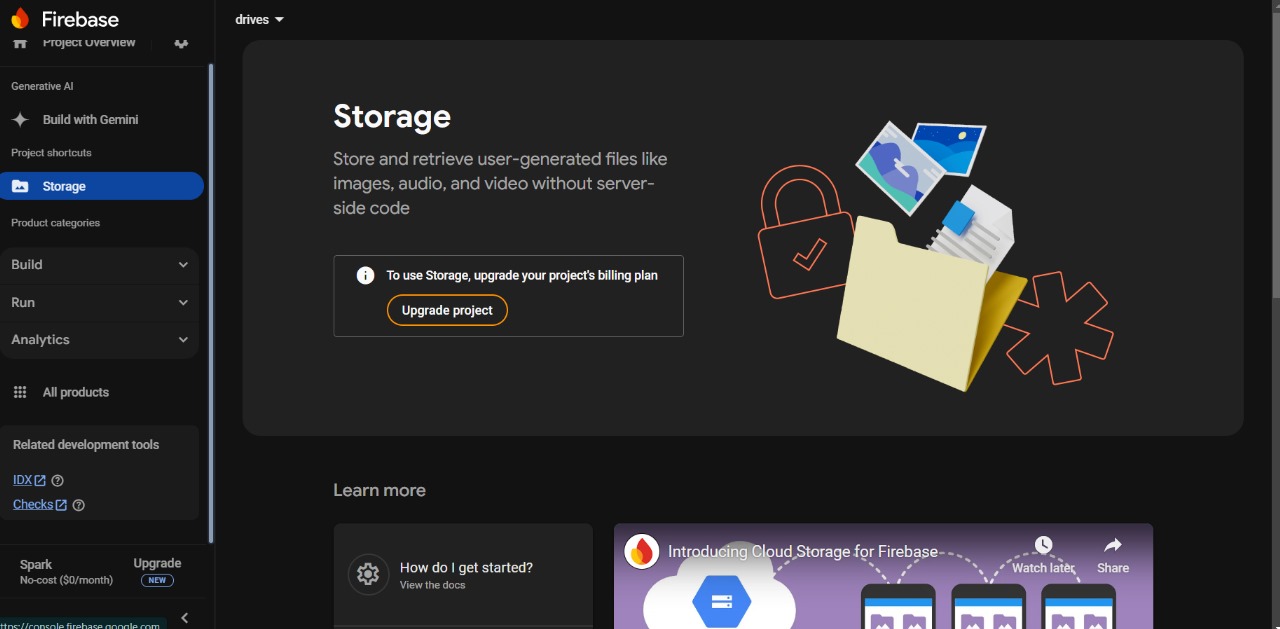 Firebase
drives
Project Overview
Generative AI
Build with Gemini
Project shortcuts
Storage
Product categories
Build
Run
Analytics
All products
Related development tools
IDX
Checks
Spark
No-cost ($0/month)
Upgrade
NEW
ttps://console.firebase.google.com
Storage
Store and retrieve user-generated files like
images, audio, and video without server-
side code
To use Storage, upgrade your project's billing plan
Upgrade project
Learn more
How do I get started?
View the docs
Introducing Cloud Storage for Firebase
Watch later
Share